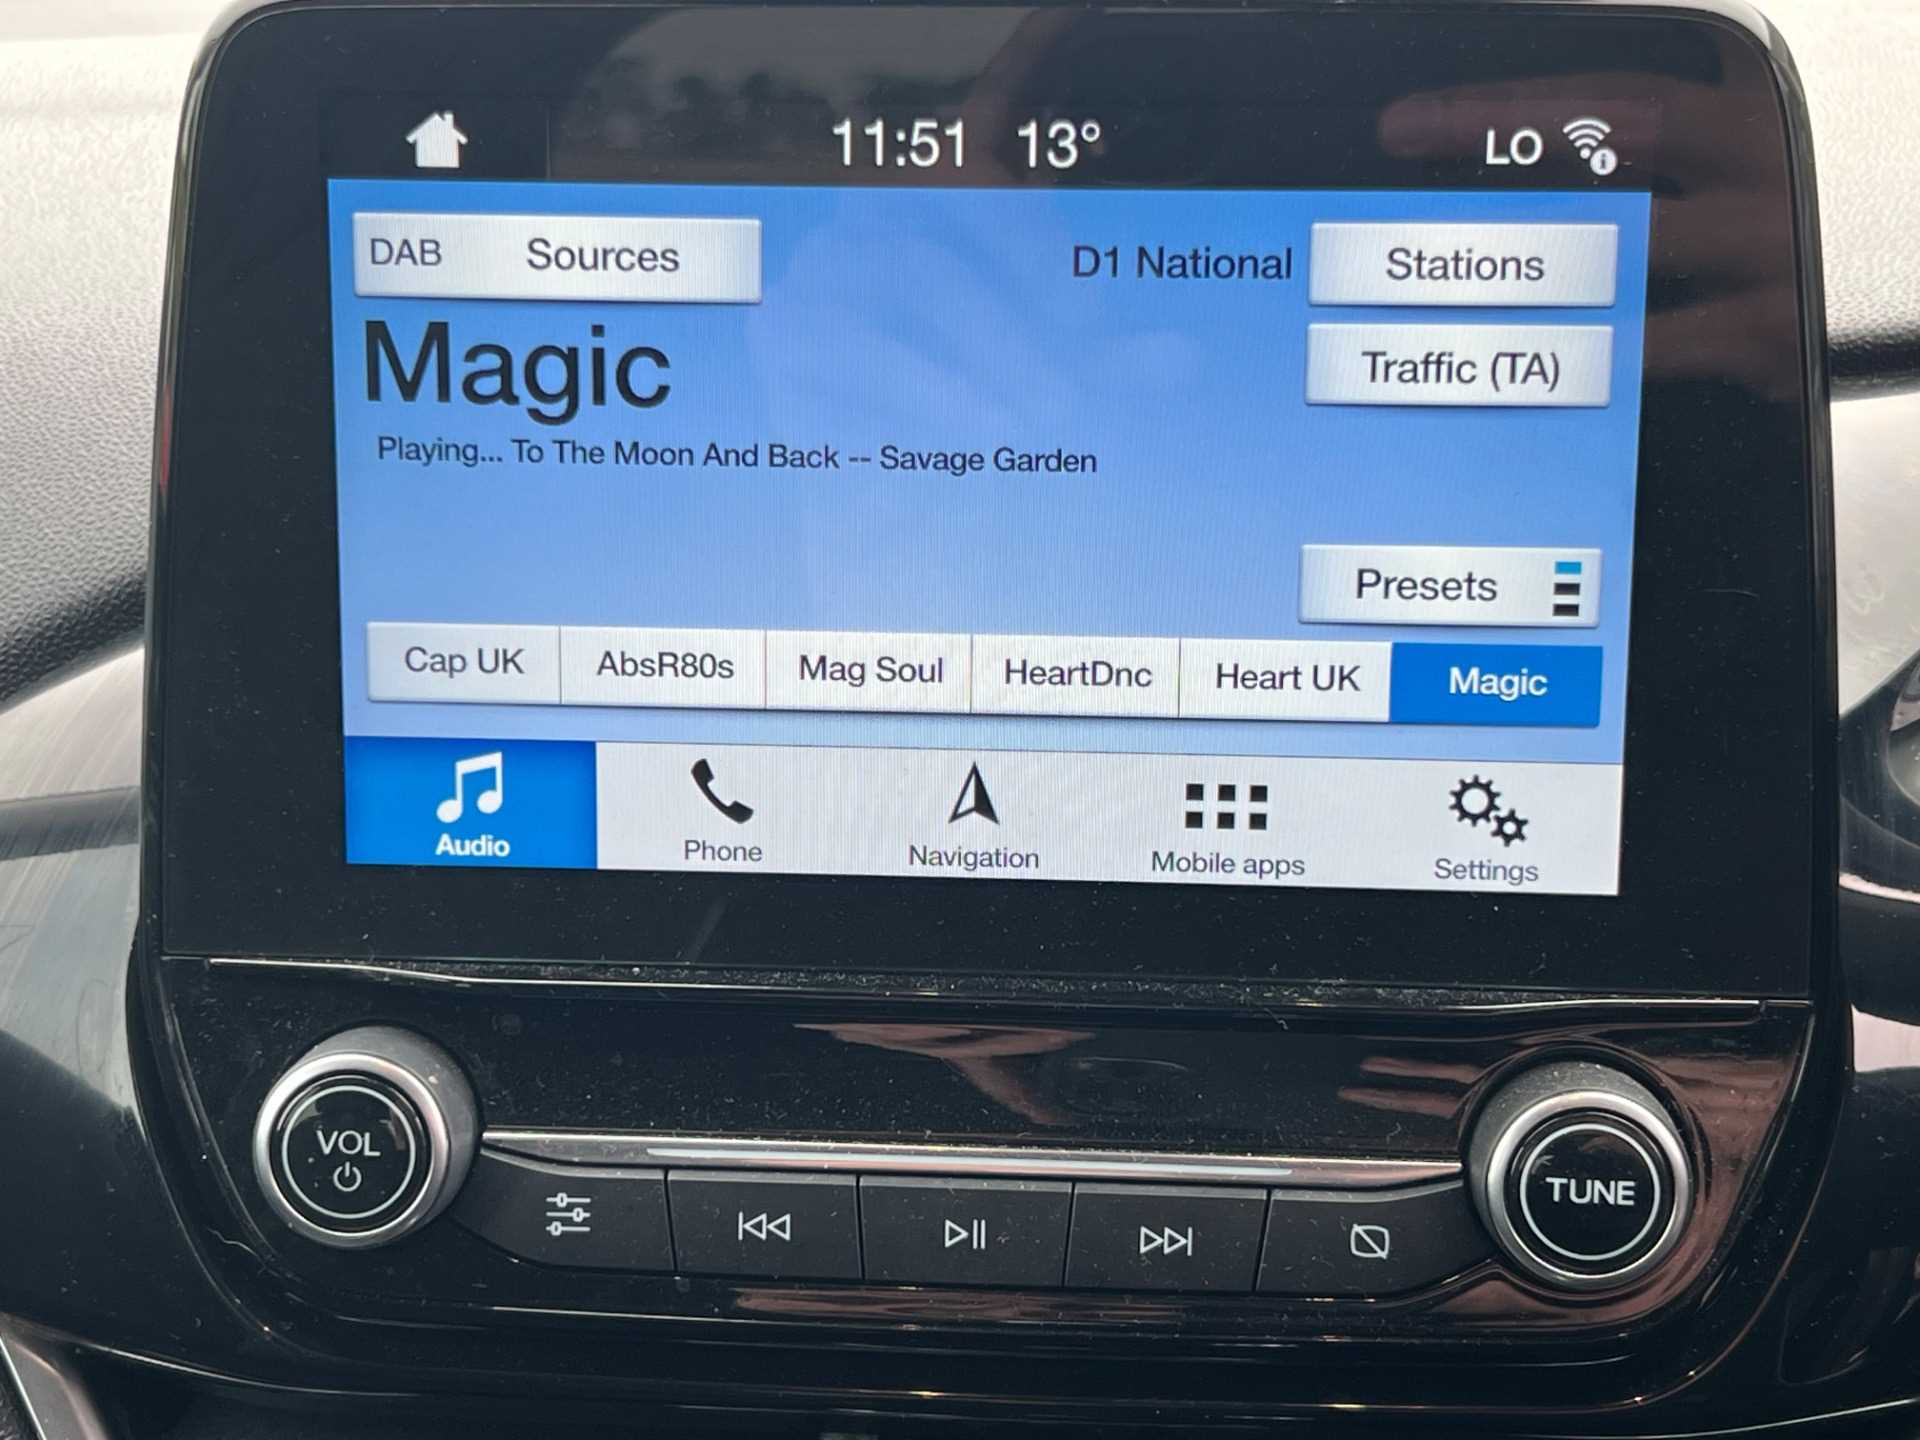 11:51 13° LO
DAB Sources D1 National Stations
Magic
Traffic (TA)
Playing... To The Moon And Back -- Savage Garden
Presets
Cap UK AbsR80s Mag Soul HeartDnc Heart UK Magic
Audio Phone Navigation Mobile apps Settings
VOL
TUNE